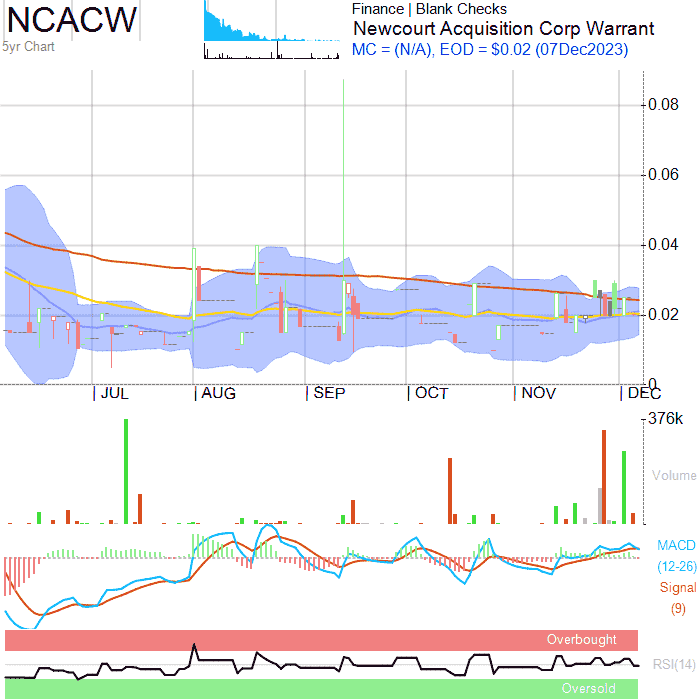 NCACW
5yr Chart
Finance | Blank Checks
Newcourt Acquisition Corp Warrant
MC = (N/A), EOD = $0.02 (07Dec2023)
0.08
0.06
0.04
0.02
0
JUL AUG SEP OCT NOV DEC
376k
Volume
MACD
(12-26)
Signal
(9)
Overbought
RSI(14)
Oversold